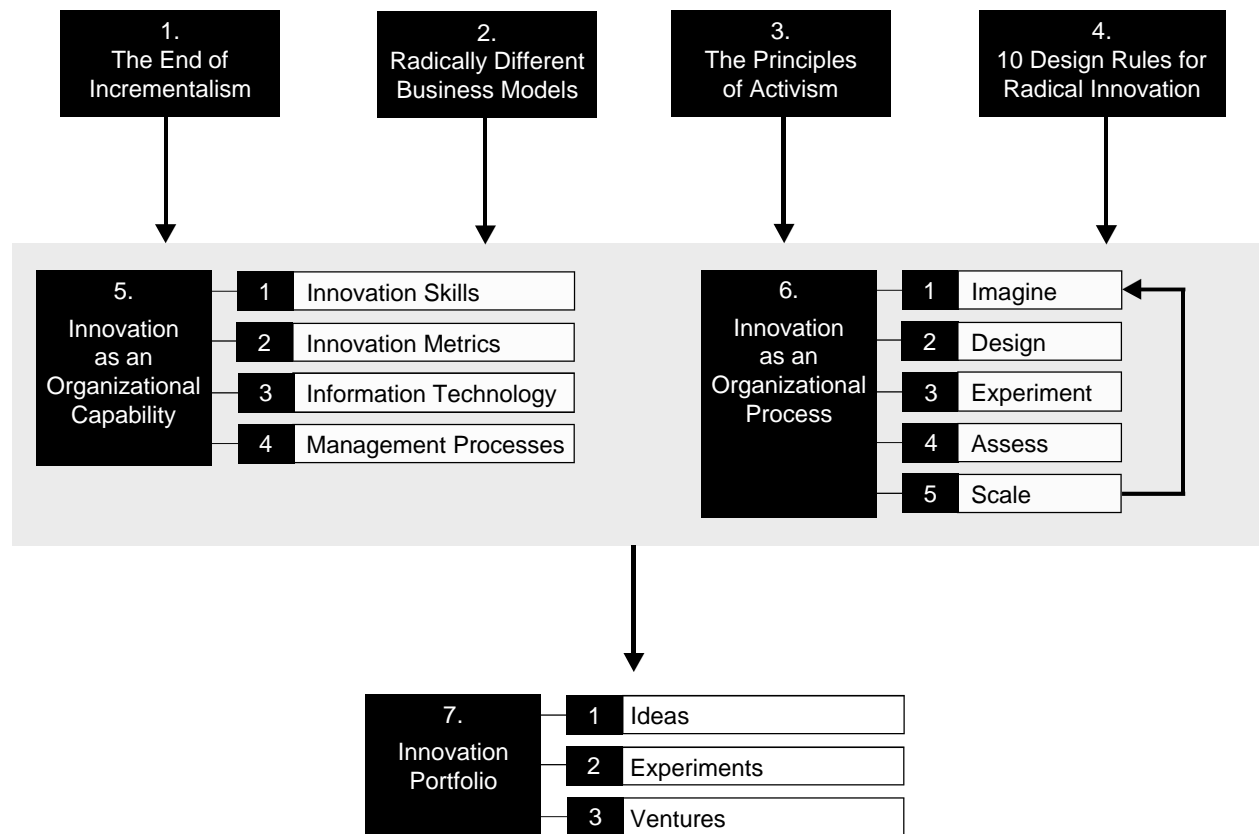 1.
The End of
Incrementalism
2.
Radically Different
Business Models
3.
The Principles
of Activism
4.
10 Design Rules for
Radical Innovation
5.
Innovation
as an
Organizational
Capability
1 Innovation Skills
2 Innovation Metrics
3 Information Technology
4 Management Processes
6.
Innovation
as an
Organizational
Process
1 Imagine
2 Design
3 Experiment
4 Assess
5 Scale
7.
Innovation
Portfolio
1 Ideas
2 Experiments
3 Ventures